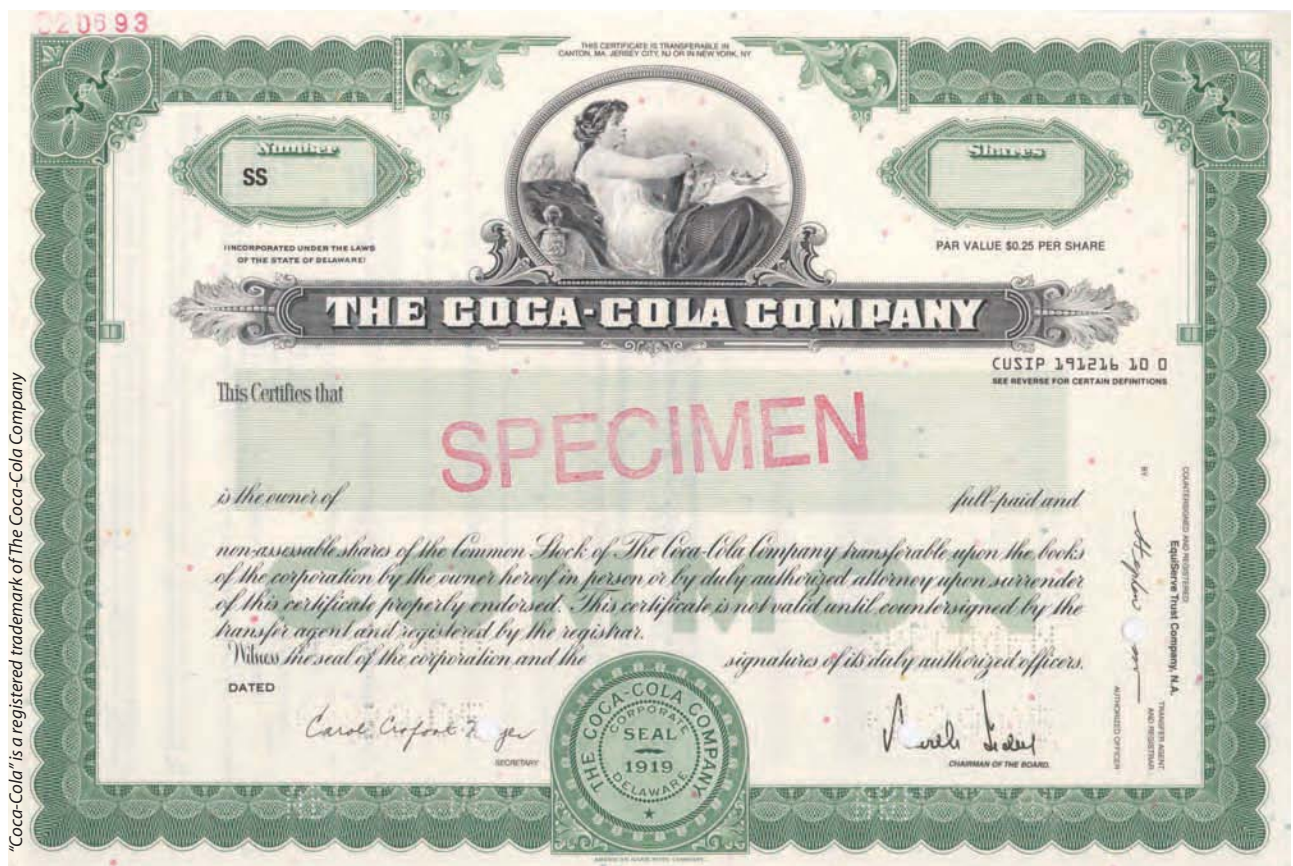 020693
THIS CERTIFICATE IS TRANSFERABLE IN
CANTON, MA. JERSEY CITY, NJ OR IN NEW YORK, NY
Number
SS
Shares
(INCORPORATED UNDER THE LAWS
OF THE STATE OF DELAWARE)
PAR VALUE $0.25 PER SHARE
THE COCA-COLA COMPANY
CUSIP 191216 10 0
SEE REVERSE FOR CERTAIN DEFINITIONS
This Certifies that
SPECIMEN
is the owner of full-paid and
COMMON
non-assessable shares of the Common Stock of The Coca-Cola Company transferable upon the books
of the corporation by the owner hereof in person or by duly authorized attorney upon surrender
of this certificate properly endorsed. This certificate is not valid until countersigned by the
transfer agent and registered by the registrar.
Witness the seal of the corporation and the signatures of its duly authorized officers.
DATED
Carol Crofoot
SECRETARY
THE COCA-COLA COMPANY
CORPORATE
SEAL
1919
DELAWARE
CHAIRMAN OF THE BOARD.
COUNTERSIGNED AND REGISTERED:
EquiServe Trust Company, N.A.
TRANSFER AGENT
AND REGISTRAR
BY
AUTHORIZED OFFICER
AMERICAN BANK NOTE COMPANY
"Coca-Cola" is a registered trademark of The Coca-Cola Company